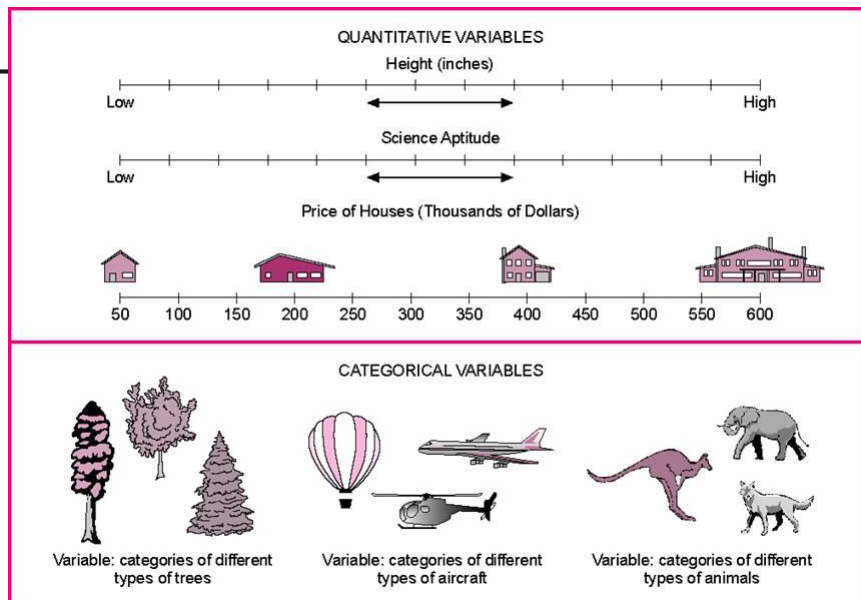 QUANTITATIVE VARIABLES
Height (inches)
Low High
Science Aptitude
Low High
Price of Houses (Thousands of Dollars)
50 100 150 200 250 300 350 400 450 500 550 600
CATEGORICAL VARIABLES
Variable: categories of different
types of trees
Variable: categories of different
types of aircraft
Variable: categories of different
types of animals